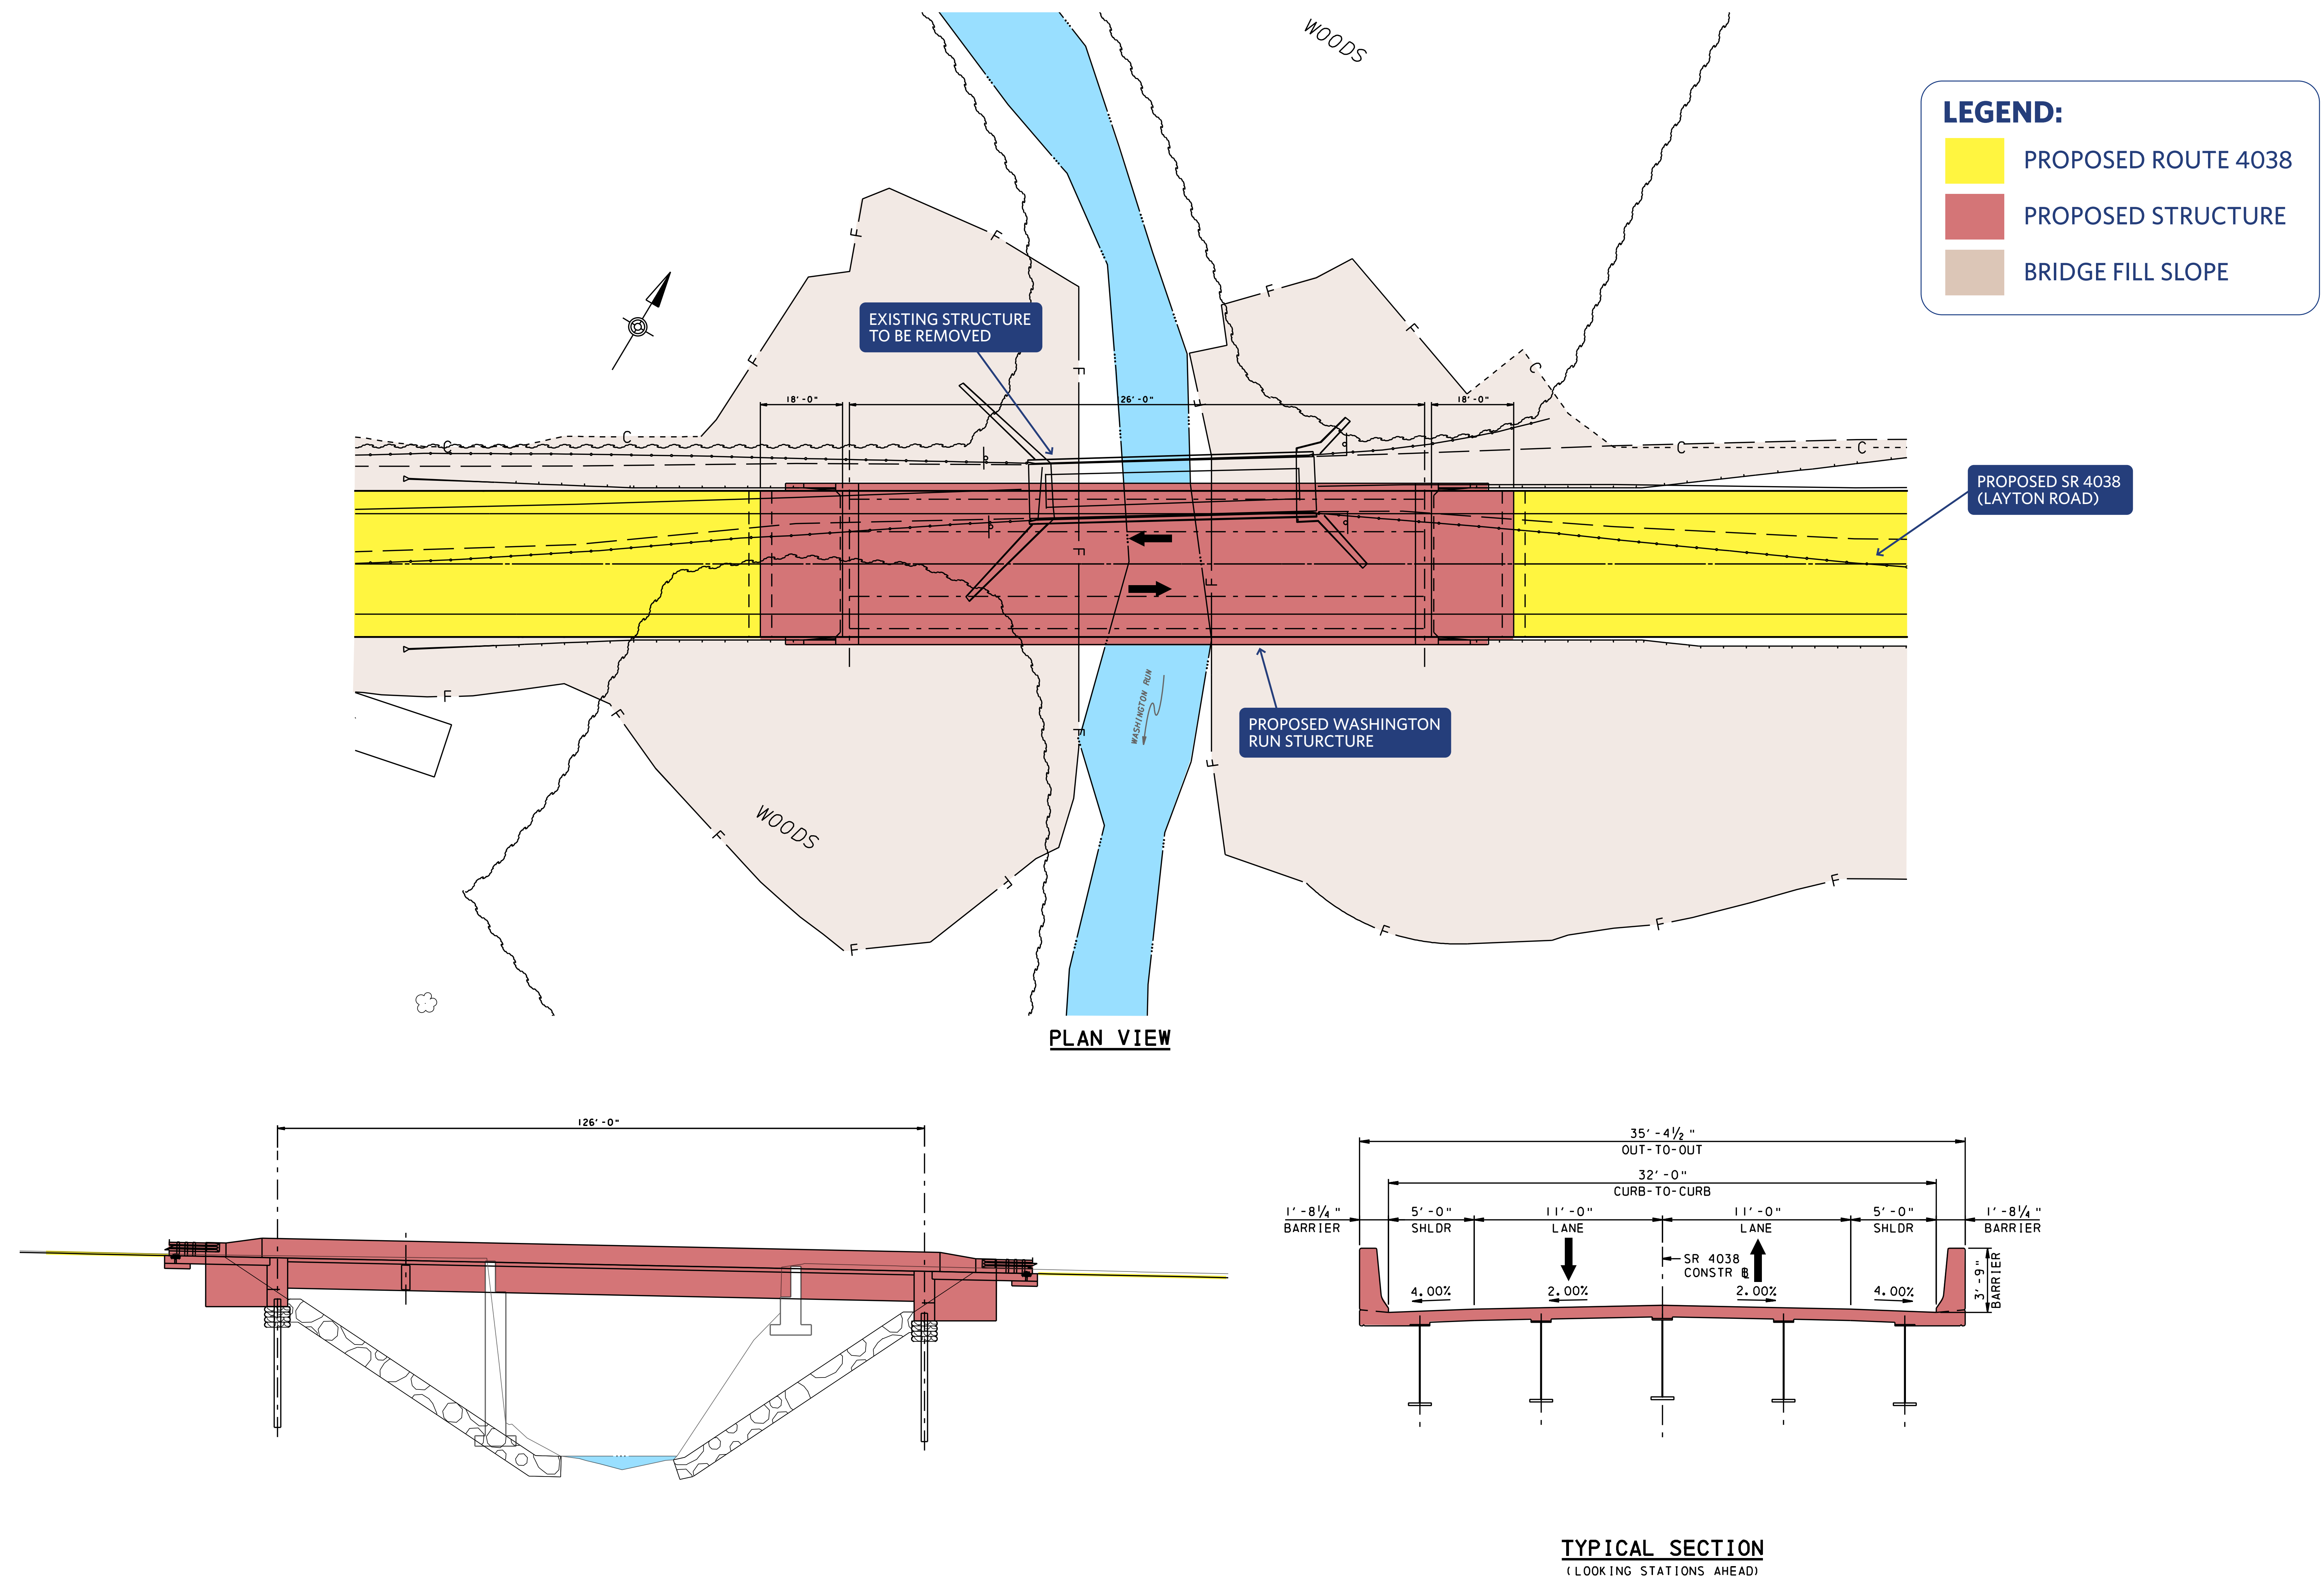 WOODS
LEGEND:
PROPOSED ROUTE 4038
PROPOSED STRUCTURE
BRIDGE FILL SLOPE
F
F
F
F
F
F
F
F
C
EXISTING STRUCTURE
TO BE REMOVED
18'-0"
26'-0"
18'-0"
C
C
C
C
PROPOSED SR 4038
(LAYTON ROAD)
F
F
WASHINGTON RUN
F
F
F
F
PROPOSED WASHINGTON
RUN STURCTURE
WOODS
F
F
F
F
F
F
PLAN VIEW
126'-0"
35'-4½"
OUT-TO-OUT
32'-0"
CURB-TO-CURB
1'-8¼"
BARRIER
5'-0"
SHLDR
11'-0"
LANE
11'-0"
LANE
5'-0"
SHLDR
1'-8¼"
BARRIER
SR 4038
CONSTR ℄
4.00%
2.00%
2.00%
4.00%
3'-9"
BARRIER
TYPICAL SECTION
(LOOKING STATIONS AHEAD)